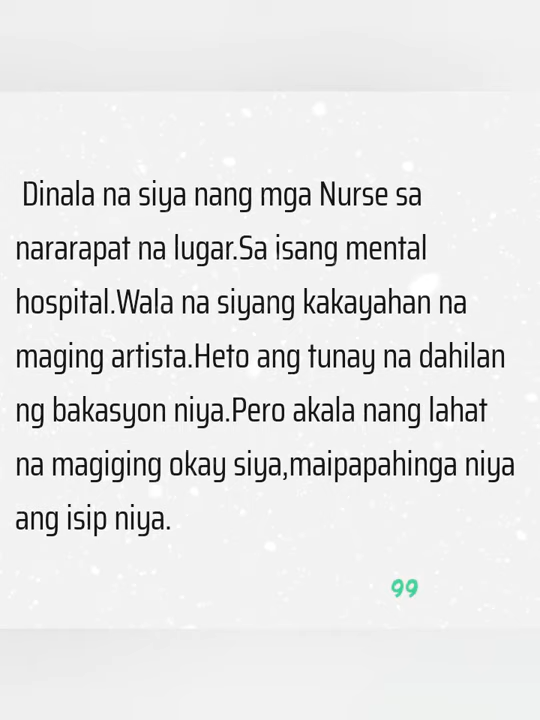 Dinala na siya nang mga Nurse sa
nararapat na lugar.Sa isang mental
hospital.Wala na siyang kakayahan na
maging artista.Heto ang tunay na dahilan
ng bakasyon niya.Pero akala nang lahat
na magiging okay siya,maipapahinga niya
ang isip niya.
99